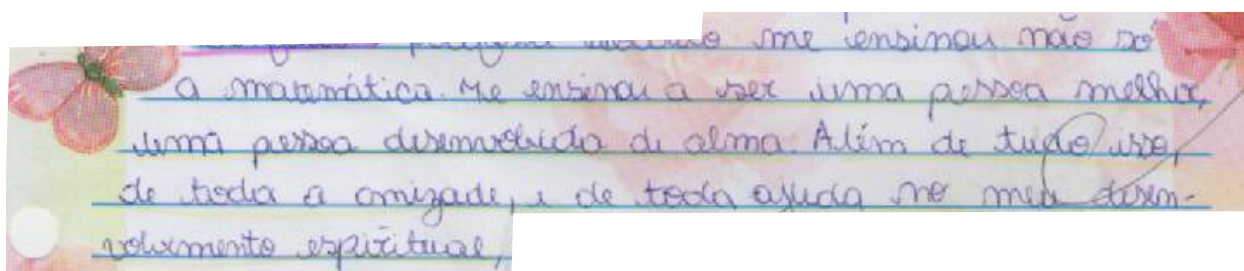 me ensinou não só
a matemática. Me ensinou a ser uma pessoa melhor,
uma pessoa desenvolvida de alma. Além de tudo isso,
de toda a amizade, e de toda ajuda no meu desen-
volvimento espiritual,